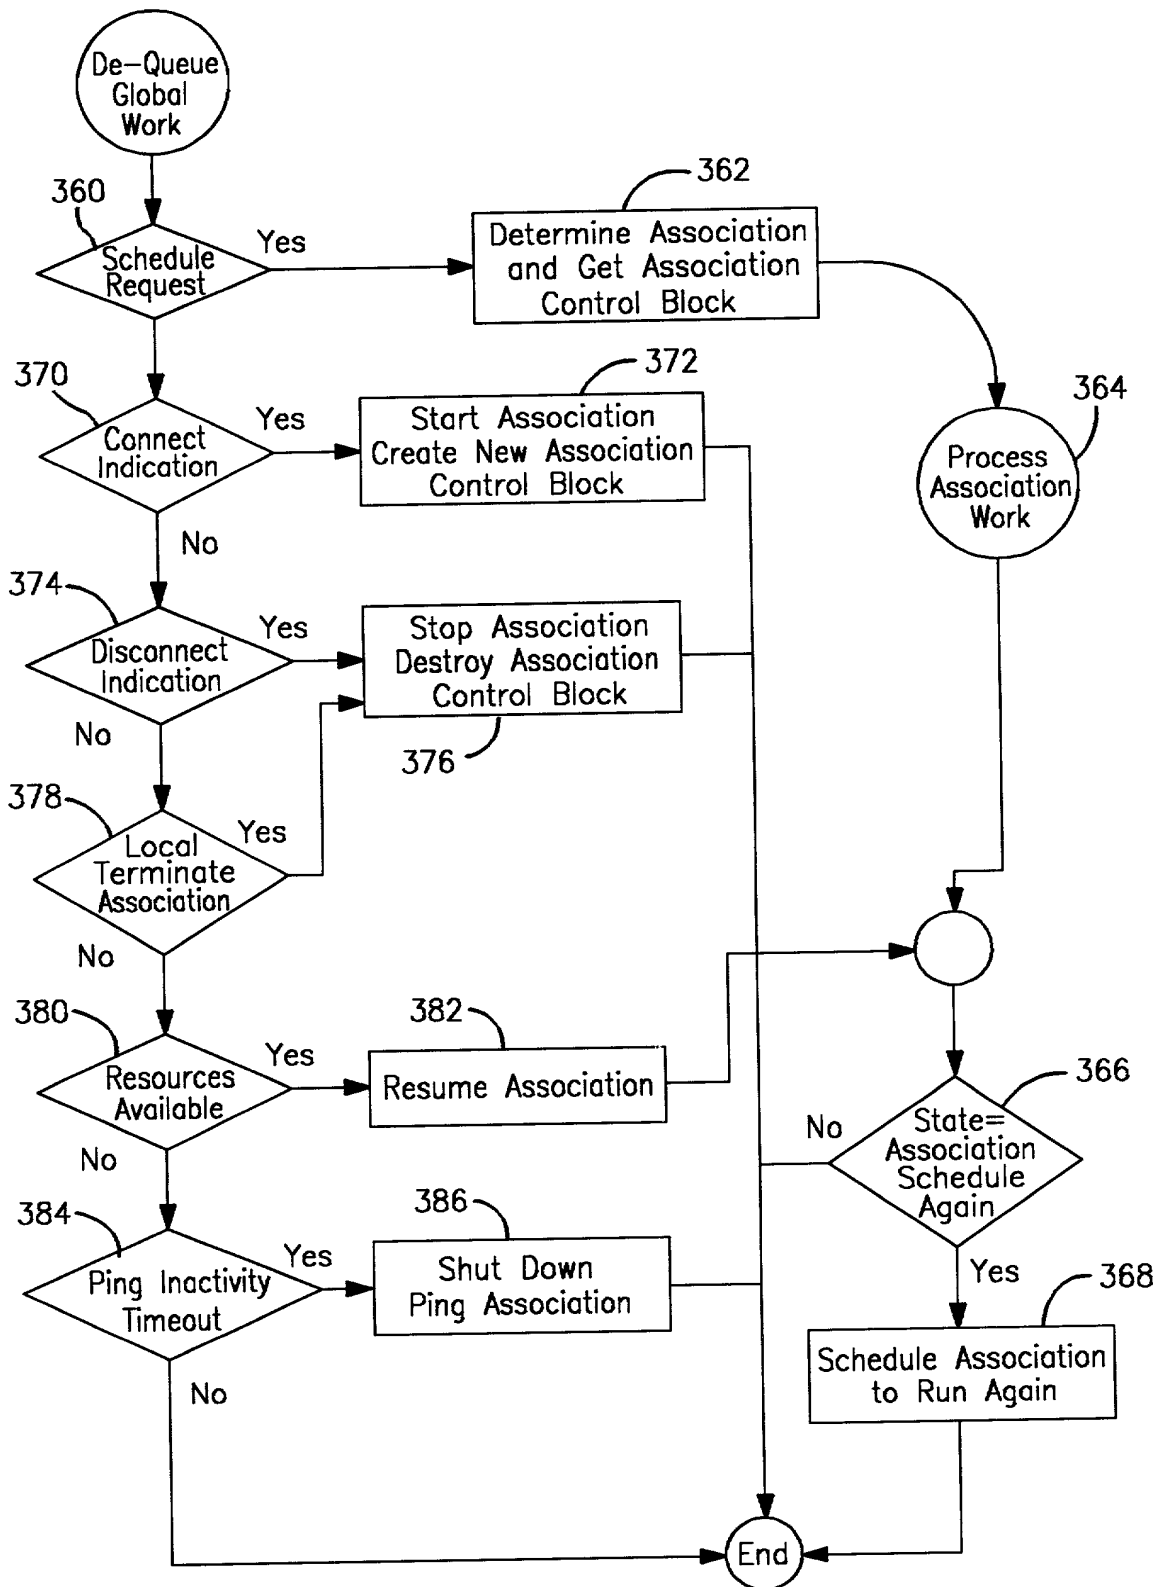 De-Queue
Global
Work
360
Schedule
Request
Yes
362
Determine Association
and Get Association
Control Block
370
Connect
Indication
Yes
372
Start Association
Create New Association
Control Block
364
Process
Association
Work
No
374
Disconnect
Indication
Yes
Stop Association
Destroy Association
Control Block
376
No
378
Local
Terminate
Association
Yes
No
380
Resources
Available
Yes
382
Resume Association
366
State=
Association
Schedule
Again
No
No
384
Ping Inactivity
Timeout
Yes
386
Shut Down
Ping Association
Yes
368
Schedule Association
to Run Again
No
End